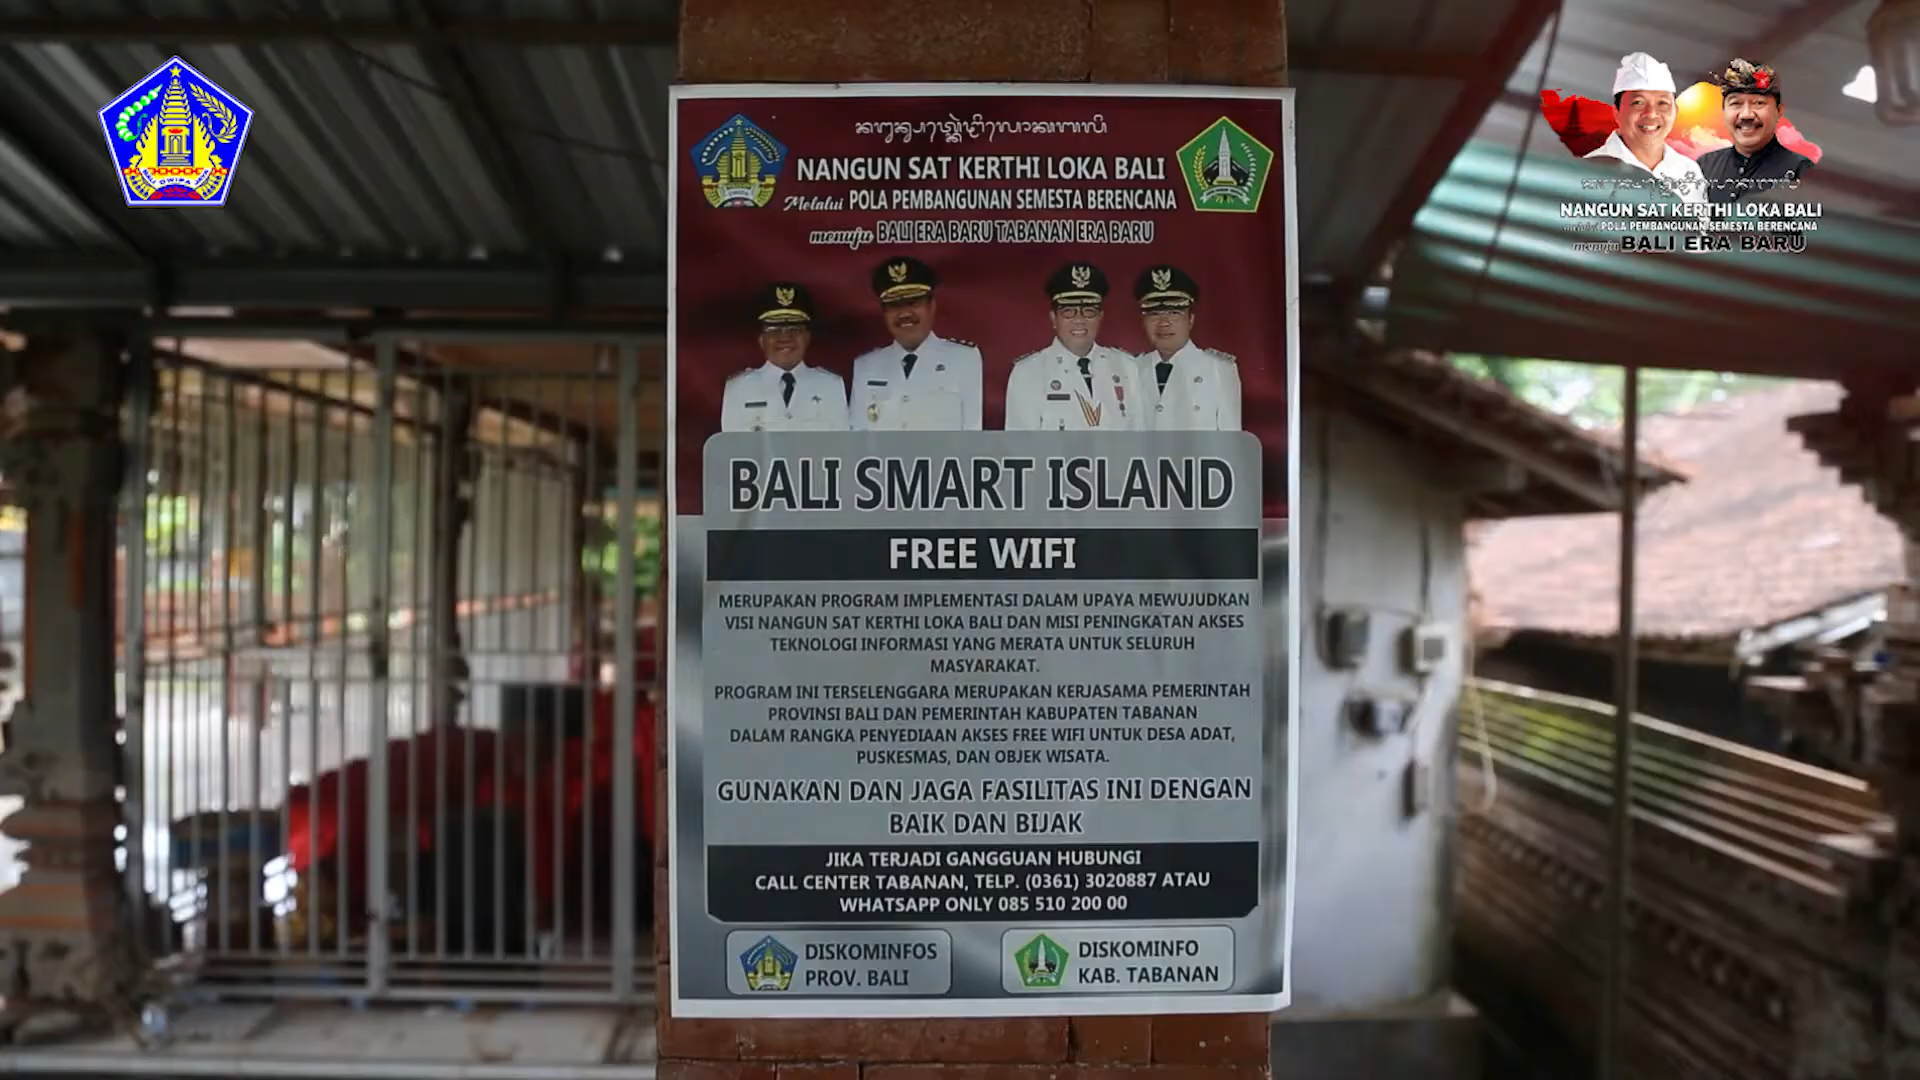 BALI DWIPA JAYA
NANGUN SAT KERTHI LOKA BALI
Melalui POLA PEMBANGUNAN SEMESTA BERENCANA
menuju BALI ERA BARU TABANAN ERA BARU
BALI SMART ISLAND
FREE WIFI
MERUPAKAN PROGRAM IMPLEMENTASI DALAM UPAYA MEWUJUDKAN
VISI NANGUN SAT KERTHI LOKA BALI DAN MISI PENINGKATAN AKSES
TEKNOLOGI INFORMASI YANG MERATA UNTUK SELURUH
MASYARAKAT.
PROGRAM INI TERSELENGGARA MERUPAKAN KERJASAMA PEMERINTAH
PROVINSI BALI DAN PEMERINTAH KABUPATEN TABANAN
DALAM RANGKA PENYEDIAAN AKSES FREE WIFI UNTUK DESA ADAT,
PUSKESMAS, DAN OBJEK WISATA.
GUNAKAN DAN JAGA FASILITAS INI DENGAN
BAIK DAN BIJAK
JIKA TERJADI GANGGUAN HUBUNGI
CALL CENTER TABANAN, TELP. (0361) 3020887 ATAU
WHATSAPP ONLY 085 510 200 00
DISKOMINFOS
PROV. BALI
DISKOMINFO
KAB. TABANAN
NANGUN SAT KERTHI LOKA BALI
POLA PEMBANGUNAN SEMESTA BERENCANA
menuju BALI ERA BARU